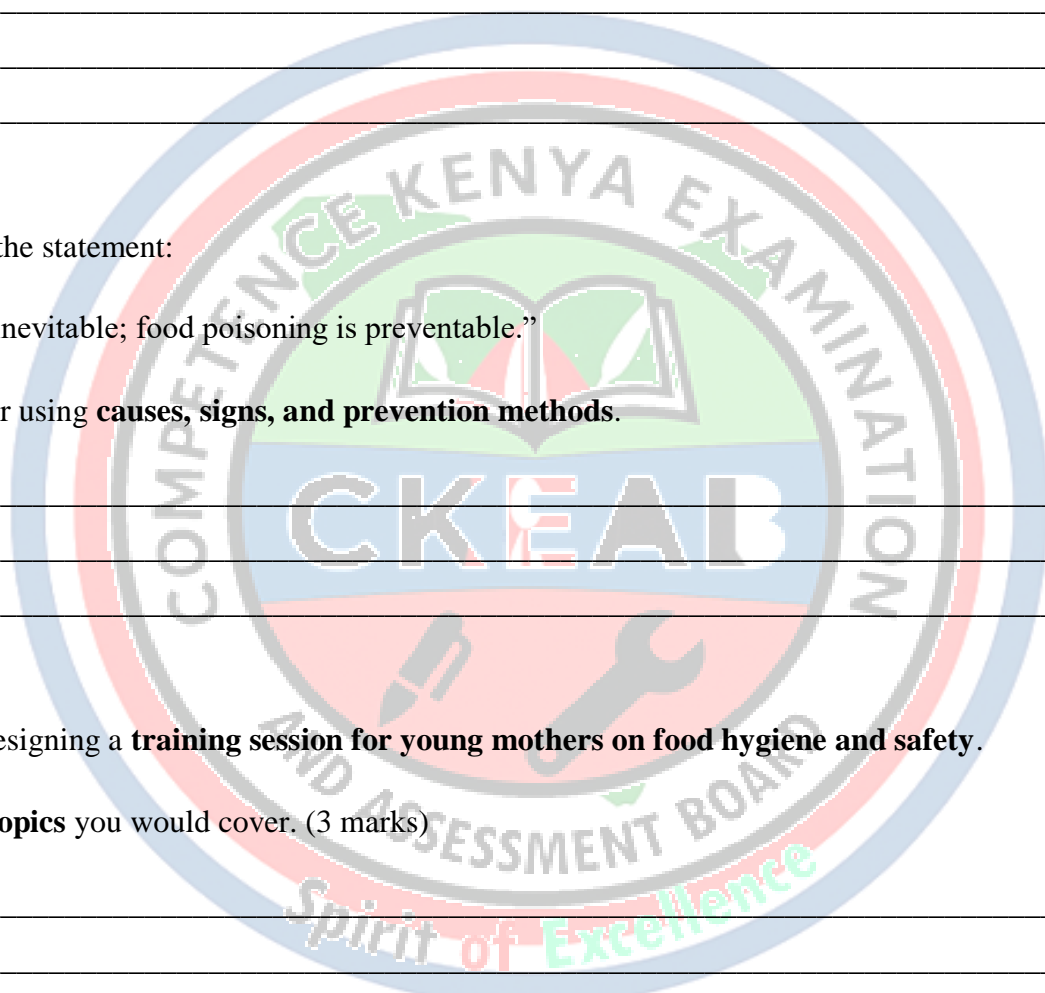 COMPETENCE KENYA EXAMINATION
the statement:
nevitable; food poisoning is preventable.”
r using causes, signs, and prevention methods.
CKEAB
esigning a training session for young mothers on food hygiene and safety.
opics you would cover. (3 marks)
AND ASSESSMENT BOARD
Spirit of Excellence